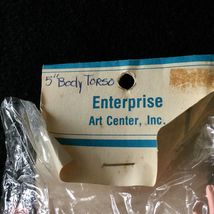 5" Body Torso
Enterprise
Art Center, Inc.